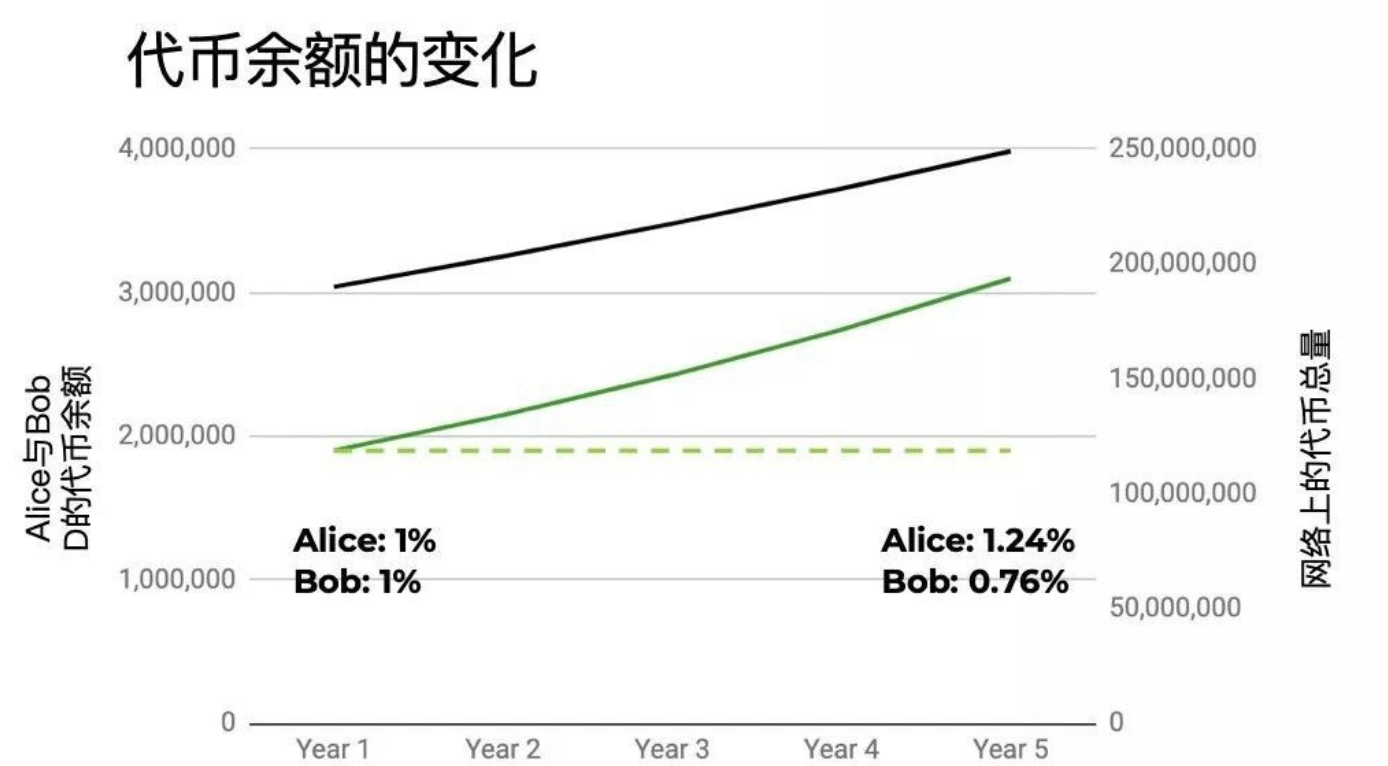 代币余额的变化
4,000,000
3,000,000
2,000,000
1,000,000
0
Alice与Bob
D的代币余额
250,000,000
200,000,000
150,000,000
100,000,000
50,000,000
0
网络上的代币总量
Alice: 1%
Bob: 1%
Alice: 1.24%
Bob: 0.76%
Year 1
Year 2
Year 3
Year 4
Year 5